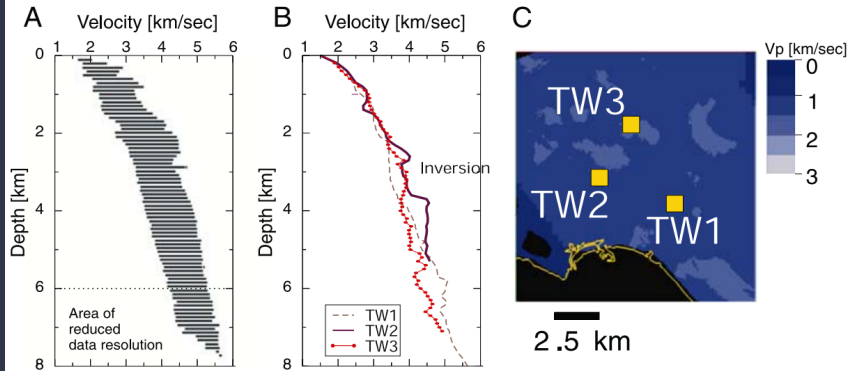 A
Velocity [km/sec]
1 2 3 4 5 6
0
2
4
6
8
Depth [km]
Area of
reduced
data resolution
B
Velocity [km/sec]
1 2 3 4 5 6
0
2
4
6
8
Depth [km]
Inversion
TW1
TW2
TW3
C
Vp [km/sec]
0
1
2
3
TW3
TW2
TW1
2.5 km